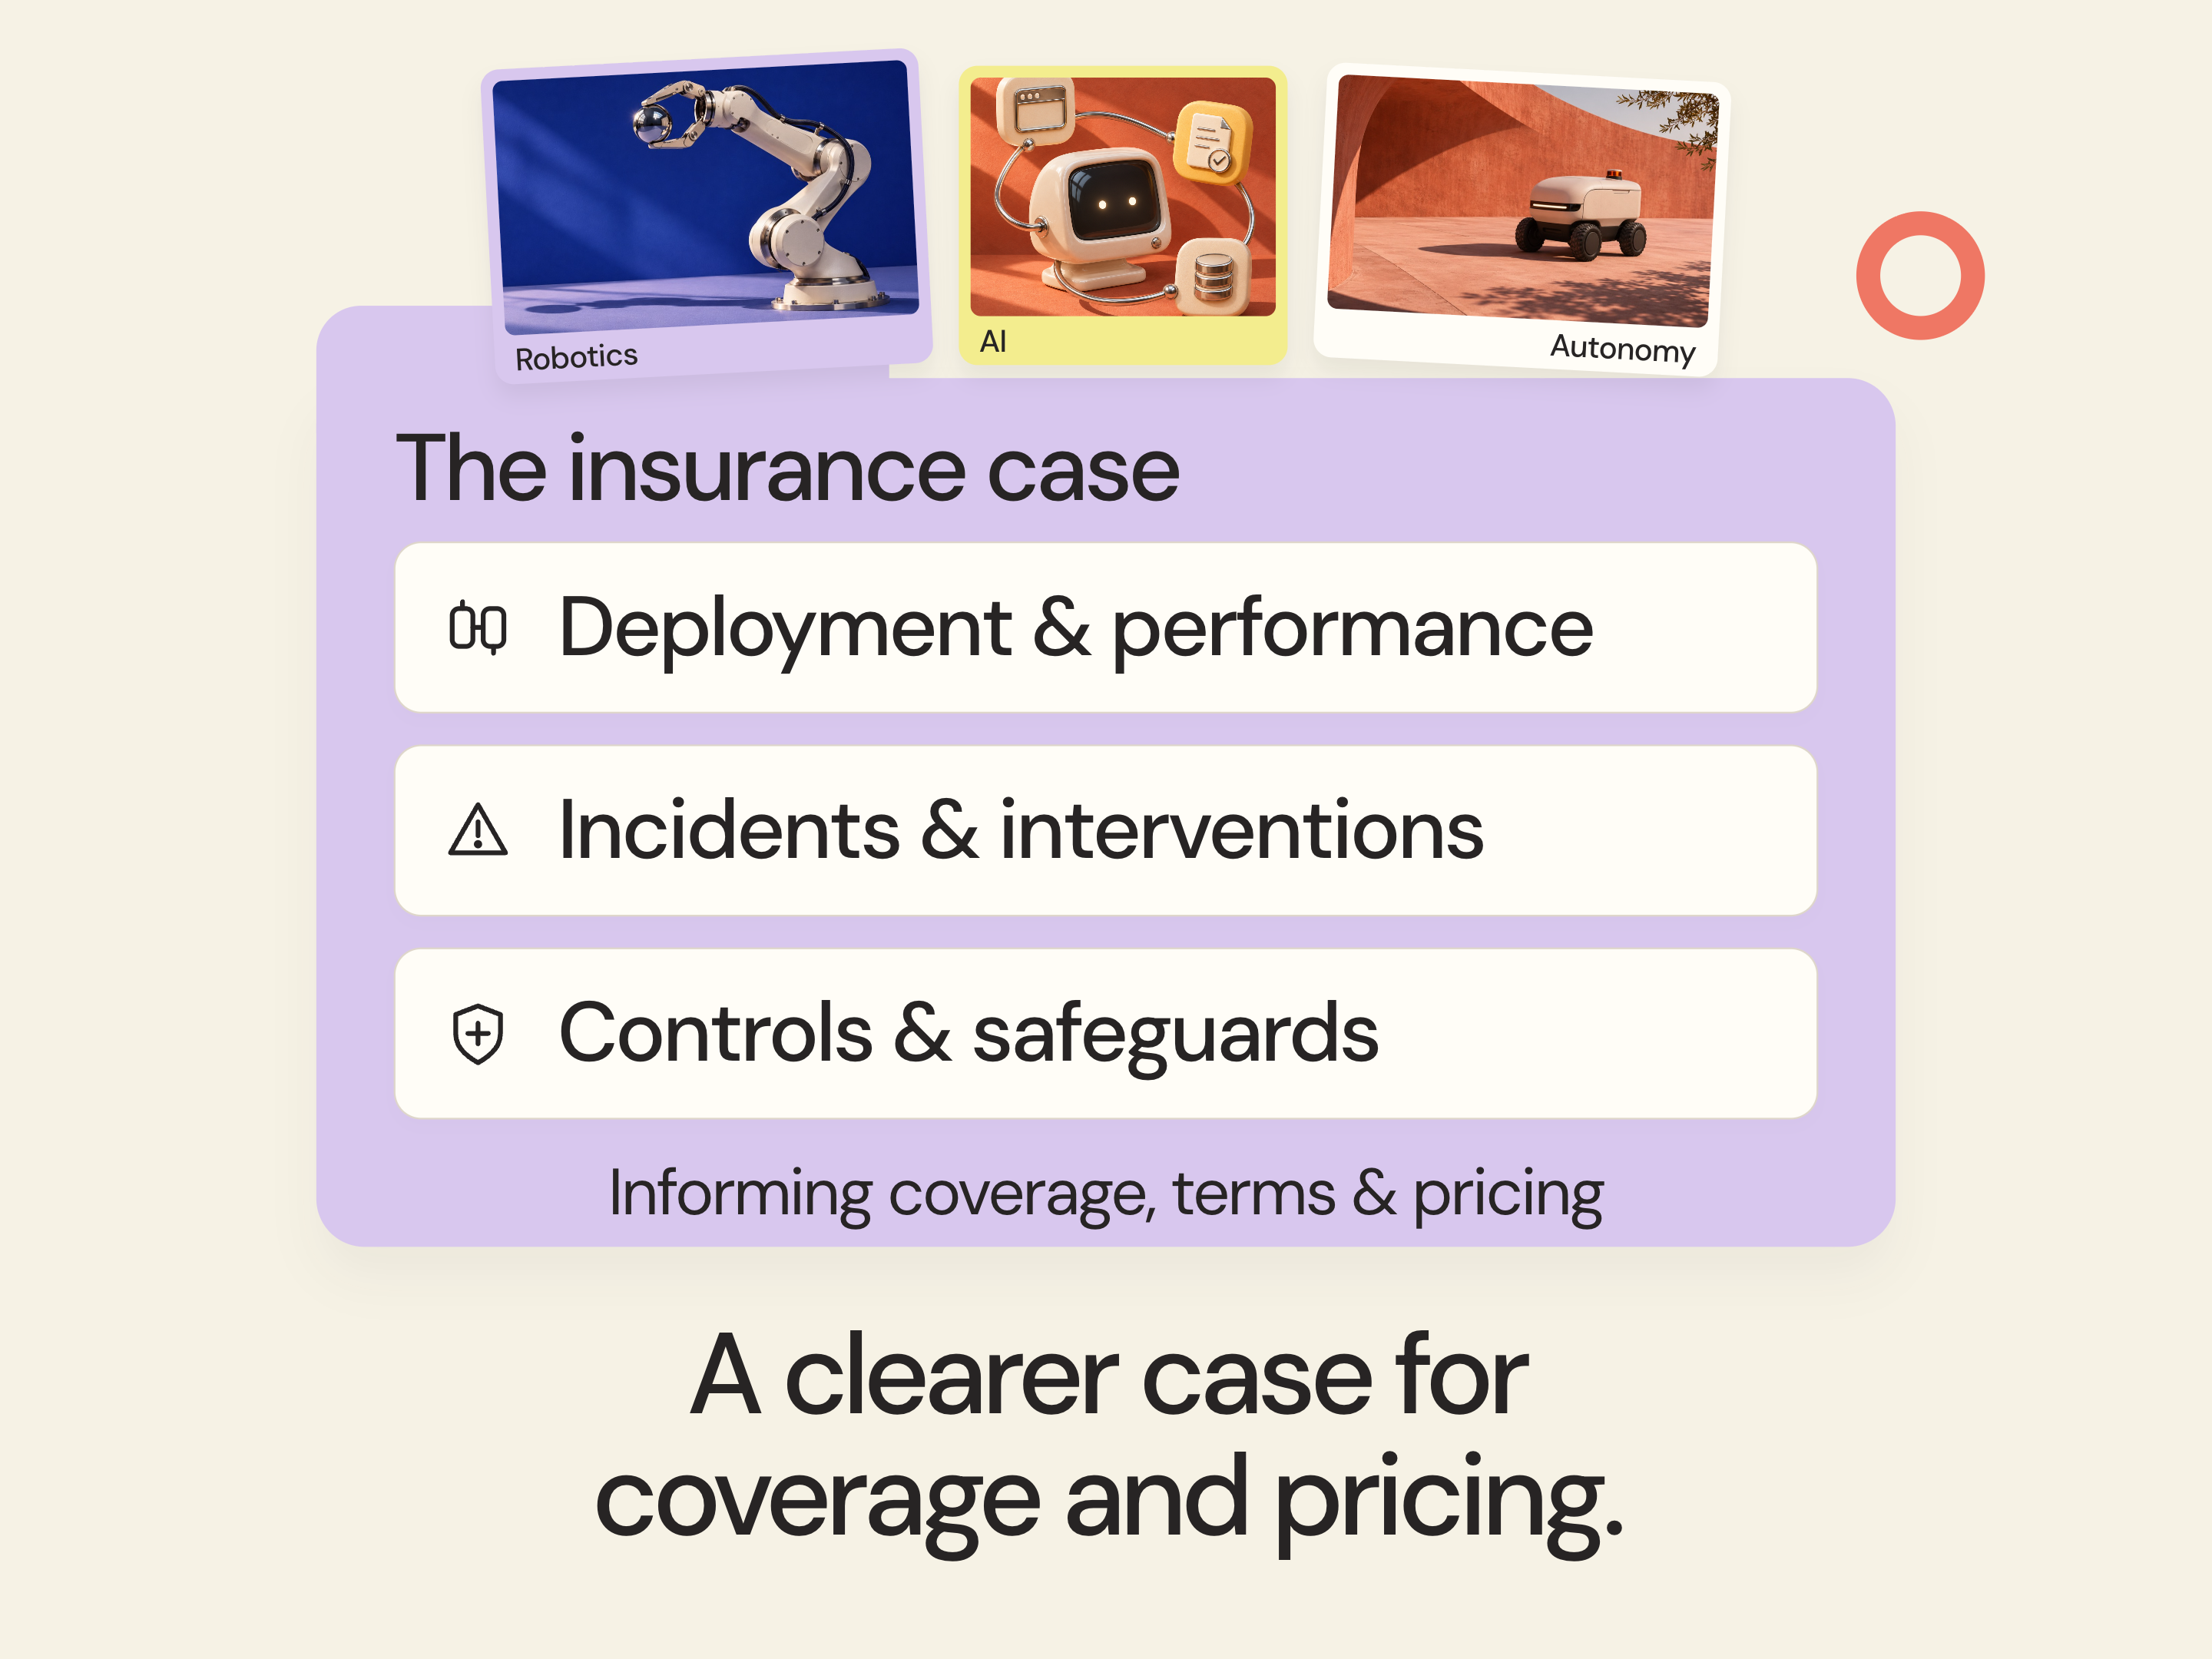 Robotics
AI
Autonomy
The insurance case
Deployment & performance
Incidents & interventions
Controls & safeguards
Informing coverage, terms & pricing
A clearer case for
coverage and pricing.